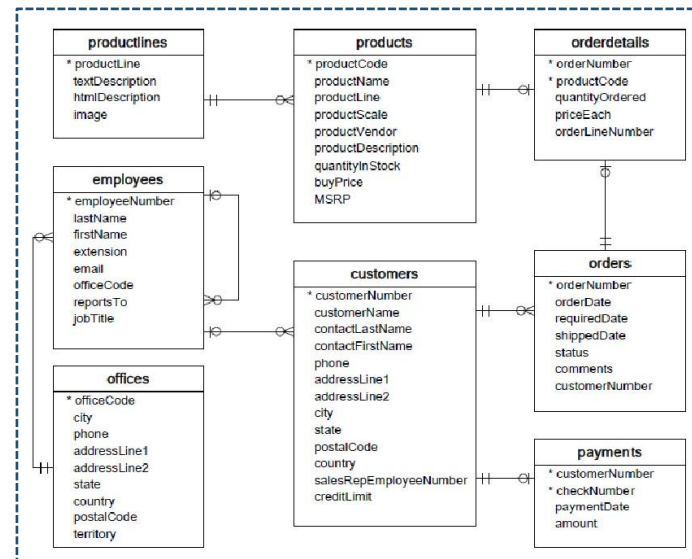 productlines
* productLine
textDescription
htmlDescription
image
products
* productCode
productName
productLine
productScale
productVendor
productDescription
quantityInStock
buyPrice
MSRP
orderdetails
* orderNumber
* productCode
quantityOrdered
priceEach
orderLineNumber
employees
* employeeNumber
lastName
firstName
extension
email
officeCode
reportsTo
jobTitle
customers
* customerNumber
customerName
contactLastName
contactFirstName
phone
addressLine1
addressLine2
city
state
postalCode
country
salesRepEmployeeNumber
creditLimit
orders
* orderNumber
orderDate
requiredDate
shippedDate
status
comments
customerNumber
offices
* officeCode
city
phone
addressLine1
addressLine2
state
country
postalCode
territory
payments
* customerNumber
* checkNumber
paymentDate
amount